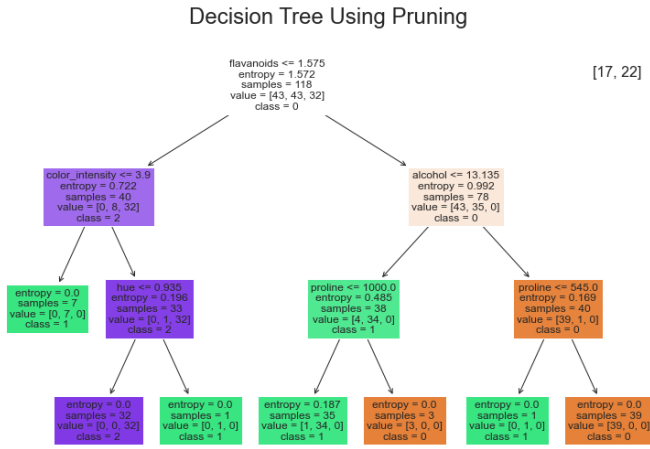 Decision Tree Using Pruning
flavanoids <= 1.575
entropy = 1.572
samples = 118
value = [43, 43, 32]
class = 0
[17, 22]
color_intensity <= 3.9
entropy = 0.722
samples = 40
value = [0, 8, 32]
class = 2
alcohol <= 13.135
entropy = 0.992
samples = 78
value = [43, 35, 0]
class = 0
entropy = 0.0
samples = 7
value = [0, 7, 0]
class = 1
hue <= 0.935
entropy = 0.196
samples = 33
value = [0, 1, 32]
class = 2
proline <= 1000.0
entropy = 0.485
samples = 38
value = [4, 34, 0]
class = 1
proline <= 545.0
entropy = 0.169
samples = 40
value = [39, 1, 0]
class = 0
entropy = 0.0
samples = 32
value = [0, 0, 32]
class = 2
entropy = 0.0
samples = 1
value = [0, 1, 0]
class = 1
entropy = 0.187
samples = 35
value = [1, 34, 0]
class = 1
entropy = 0.0
samples = 3
value = [3, 0, 0]
class = 0
entropy = 0.0
samples = 1
value = [0, 1, 0]
class = 1
entropy = 0.0
samples = 39
value = [39, 0, 0]
class = 0